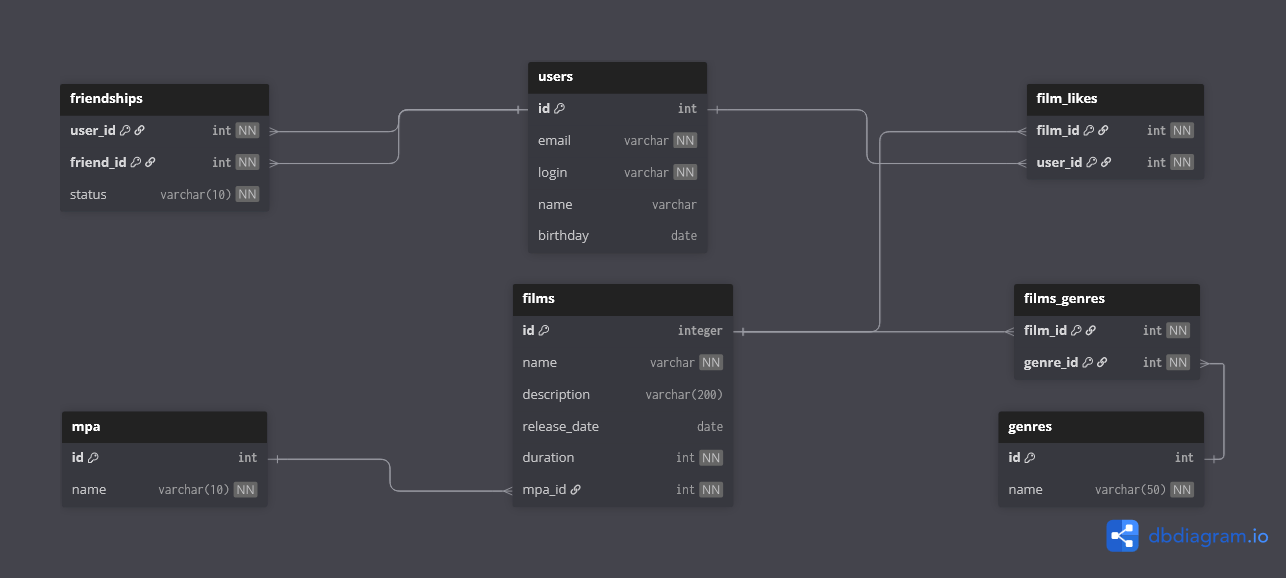 friendships
user_id int NN
friend_id int NN
status varchar(10) NN
users
id int
email varchar NN
login varchar NN
name varchar
birthday date
film_likes
film_id int NN
user_id int NN
films
id integer
name varchar NN
description varchar(200)
release_date date
duration int NN
mpa_id int NN
films_genres
film_id int NN
genre_id int NN
mpa
id int
name varchar(10) NN
genres
id int
name varchar(50) NN
dbdiagram.io